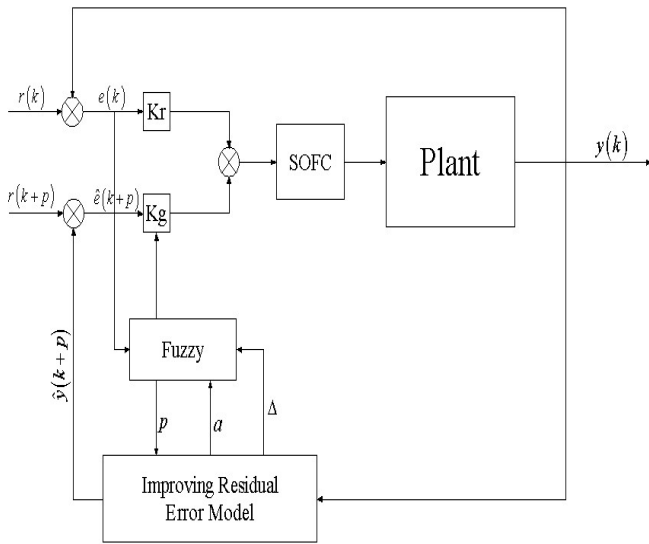 r(k)
e(k)
Kr
SOFC
Plant
y(k)
r(k+p)
ê(k+p)
Kg
Fuzzy
ŷ(k+p)
p
a
Δ
Improving Residual
Error Model